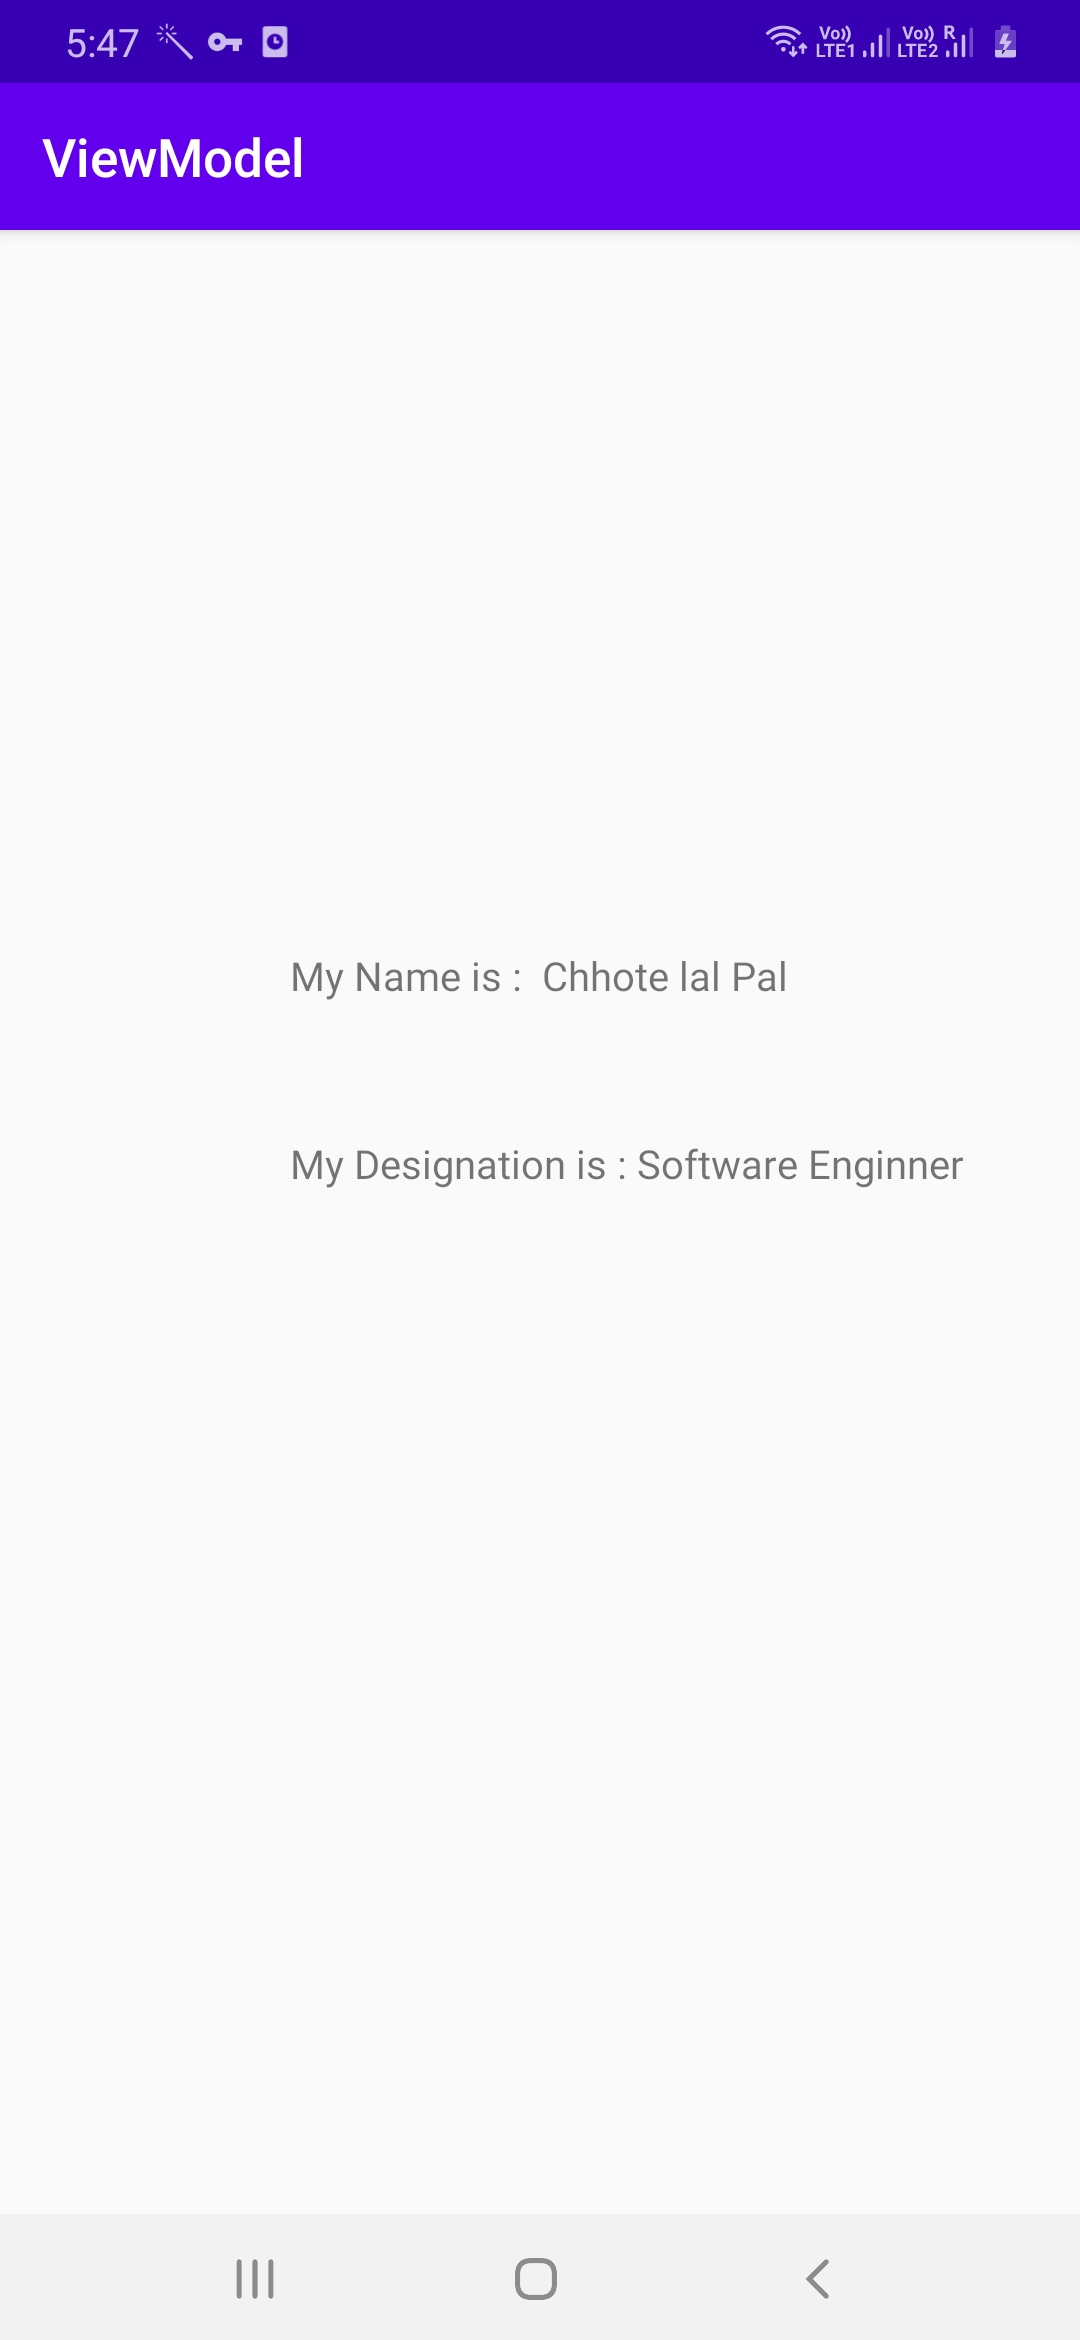 5:47 Vo)) LTE1 Vo)) LTE2 R
ViewModel
My Name is :  Chhote lal Pal
My Designation is : Software Enginner